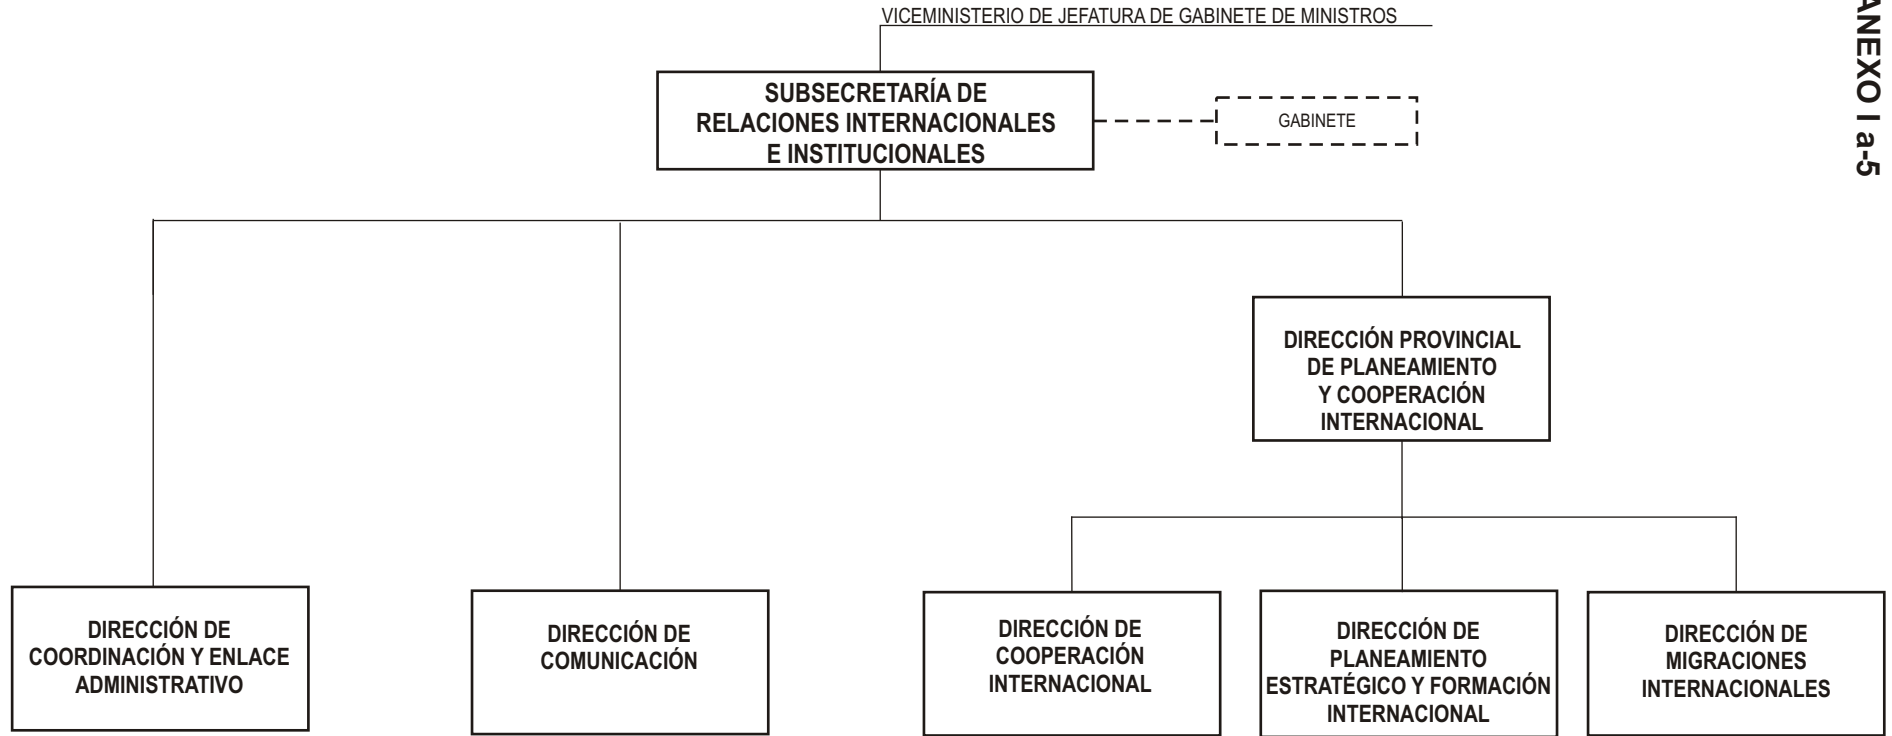 VICEMINISTERIO DE JEFATURA DE GABINETE DE MINISTROS
ANEXO I a-5
SUBSECRETARÍA DE
RELACIONES INTERNACIONALES
E INSTITUCIONALES
GABINETE
DIRECCIÓN PROVINCIAL
DE PLANEAMIENTO
Y COOPERACIÓN
INTERNACIONAL
DIRECCIÓN DE
COORDINACIÓN Y ENLACE
ADMINISTRATIVO
DIRECCIÓN DE
COMUNICACIÓN
DIRECCIÓN DE
COOPERACIÓN
INTERNACIONAL
DIRECCIÓN DE
PLANEAMIENTO
ESTRATÉGICO Y FORMACIÓN
INTERNACIONAL
DIRECCIÓN DE
MIGRACIONES
INTERNACIONALES